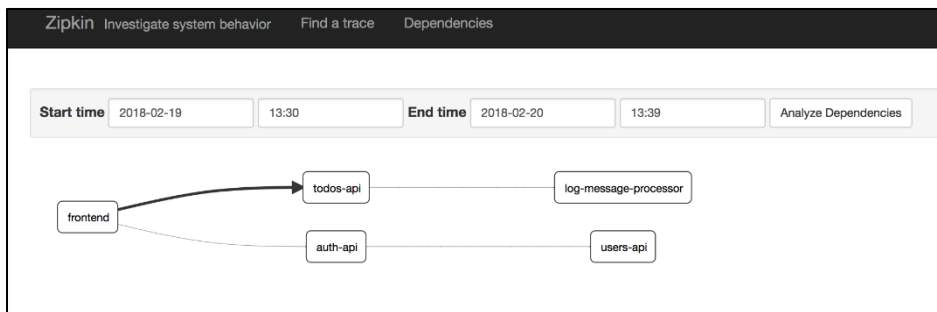 Zipkin Investigate system behavior Find a trace Dependencies
Start time 2018-02-19 13:30 End time 2018-02-20 13:39 Analyze Dependencies
todos-api log-message-processor
frontend
auth-api users-api